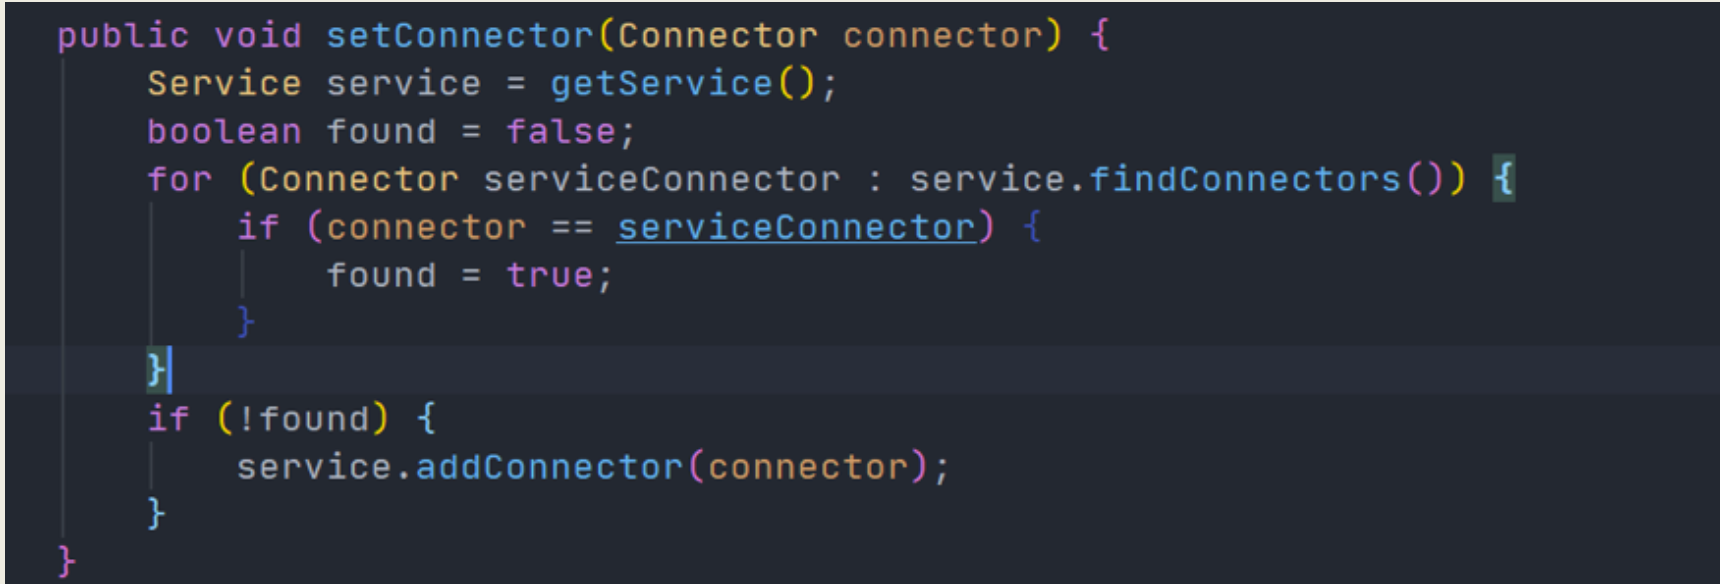 public void setConnector(Connector connector) {
    Service service = getService();
    boolean found = false;
    for (Connector serviceConnector : service.findConnectors()) {
        if (connector == serviceConnector) {
            found = true;
        }
    }
    if (!found) {
        service.addConnector(connector);
    }
}